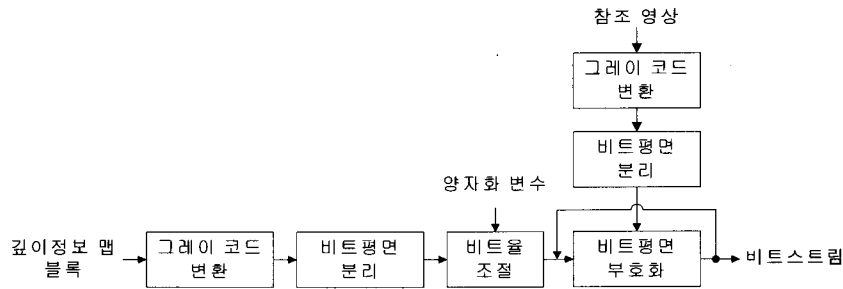 참조 영상
그레이 코드
변환
비트평면
분리
양자화 변수
깊이정보 맵
블록
그레이 코드
변환
비트평면
분리
비트율
조절
비트평면
부호화
비트스트림